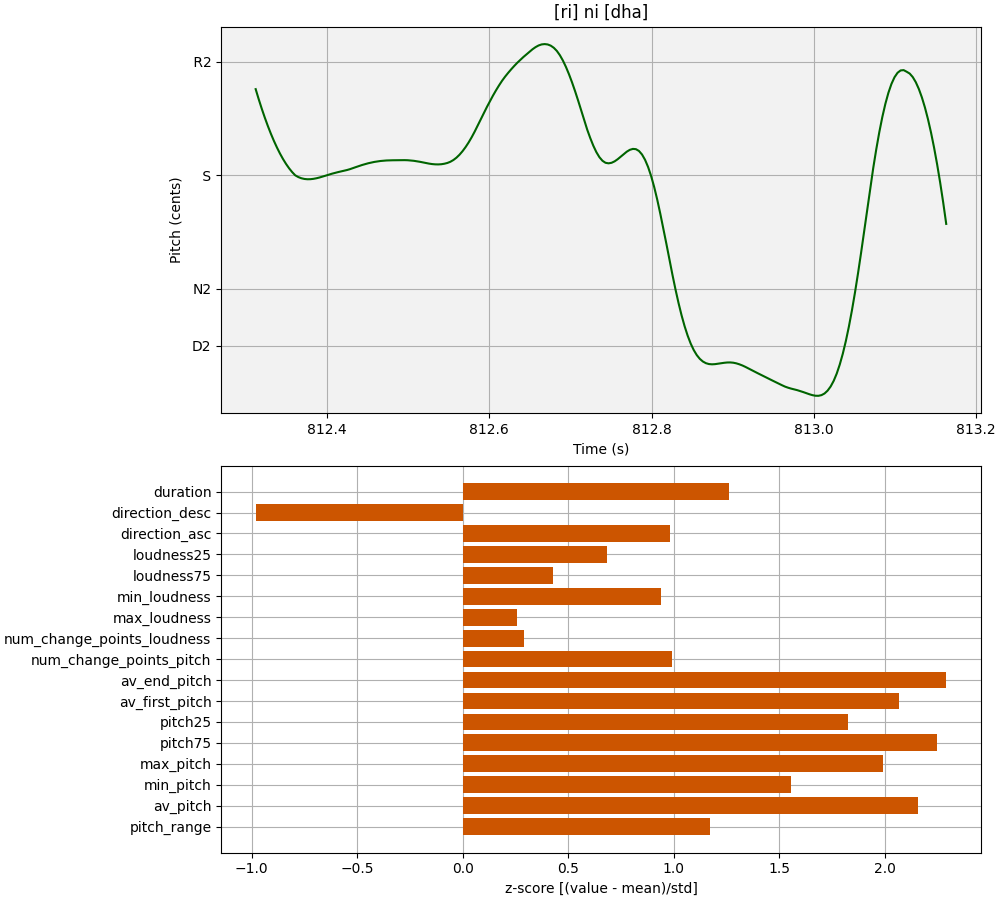 [ri] ni [dha]
R2
S
N2
D2
Pitch (cents)
812.4 812.6 812.8 813.0 813.2
Time (s)
duration
direction_desc
direction_asc
loudness25
loudness75
min_loudness
max_loudness
num_change_points_loudness
num_change_points_pitch
av_end_pitch
av_first_pitch
pitch25
pitch75
max_pitch
min_pitch
av_pitch
pitch_range
−1.0 −0.5 0.0 0.5 1.0 1.5 2.0
z-score [(value - mean)/std]